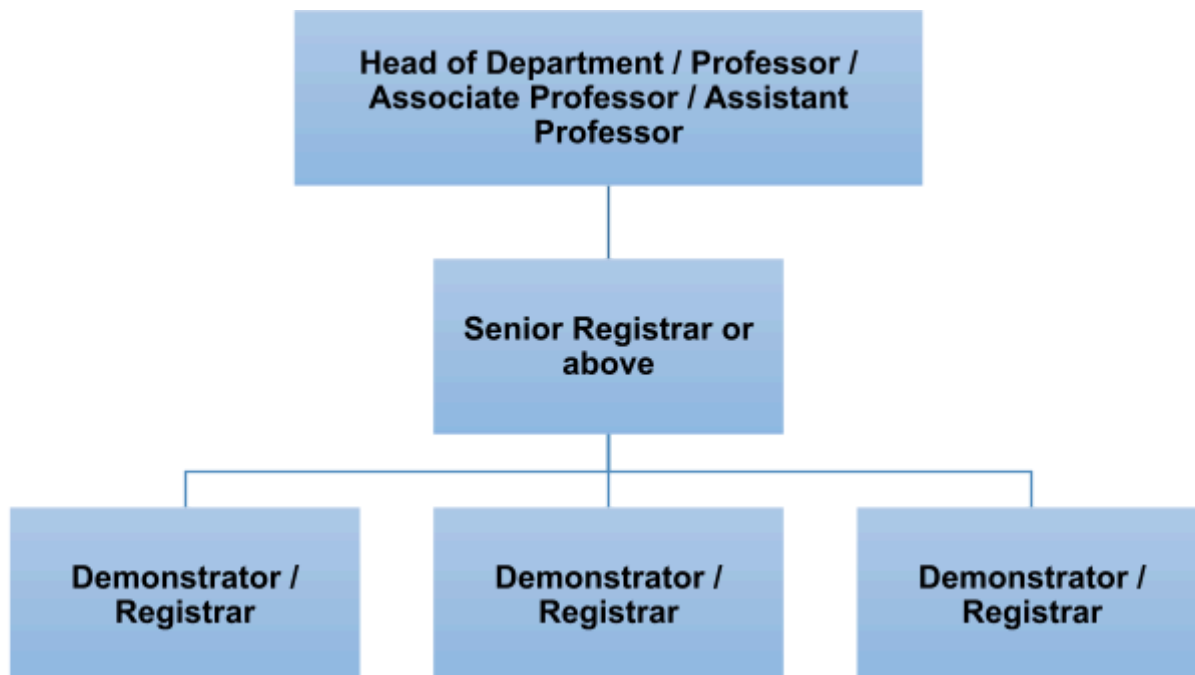 Head of Department / Professor /
Associate Professor / Assistant
Professor
Senior Registrar or
above
Demonstrator /
Registrar
Demonstrator /
Registrar
Demonstrator /
Registrar